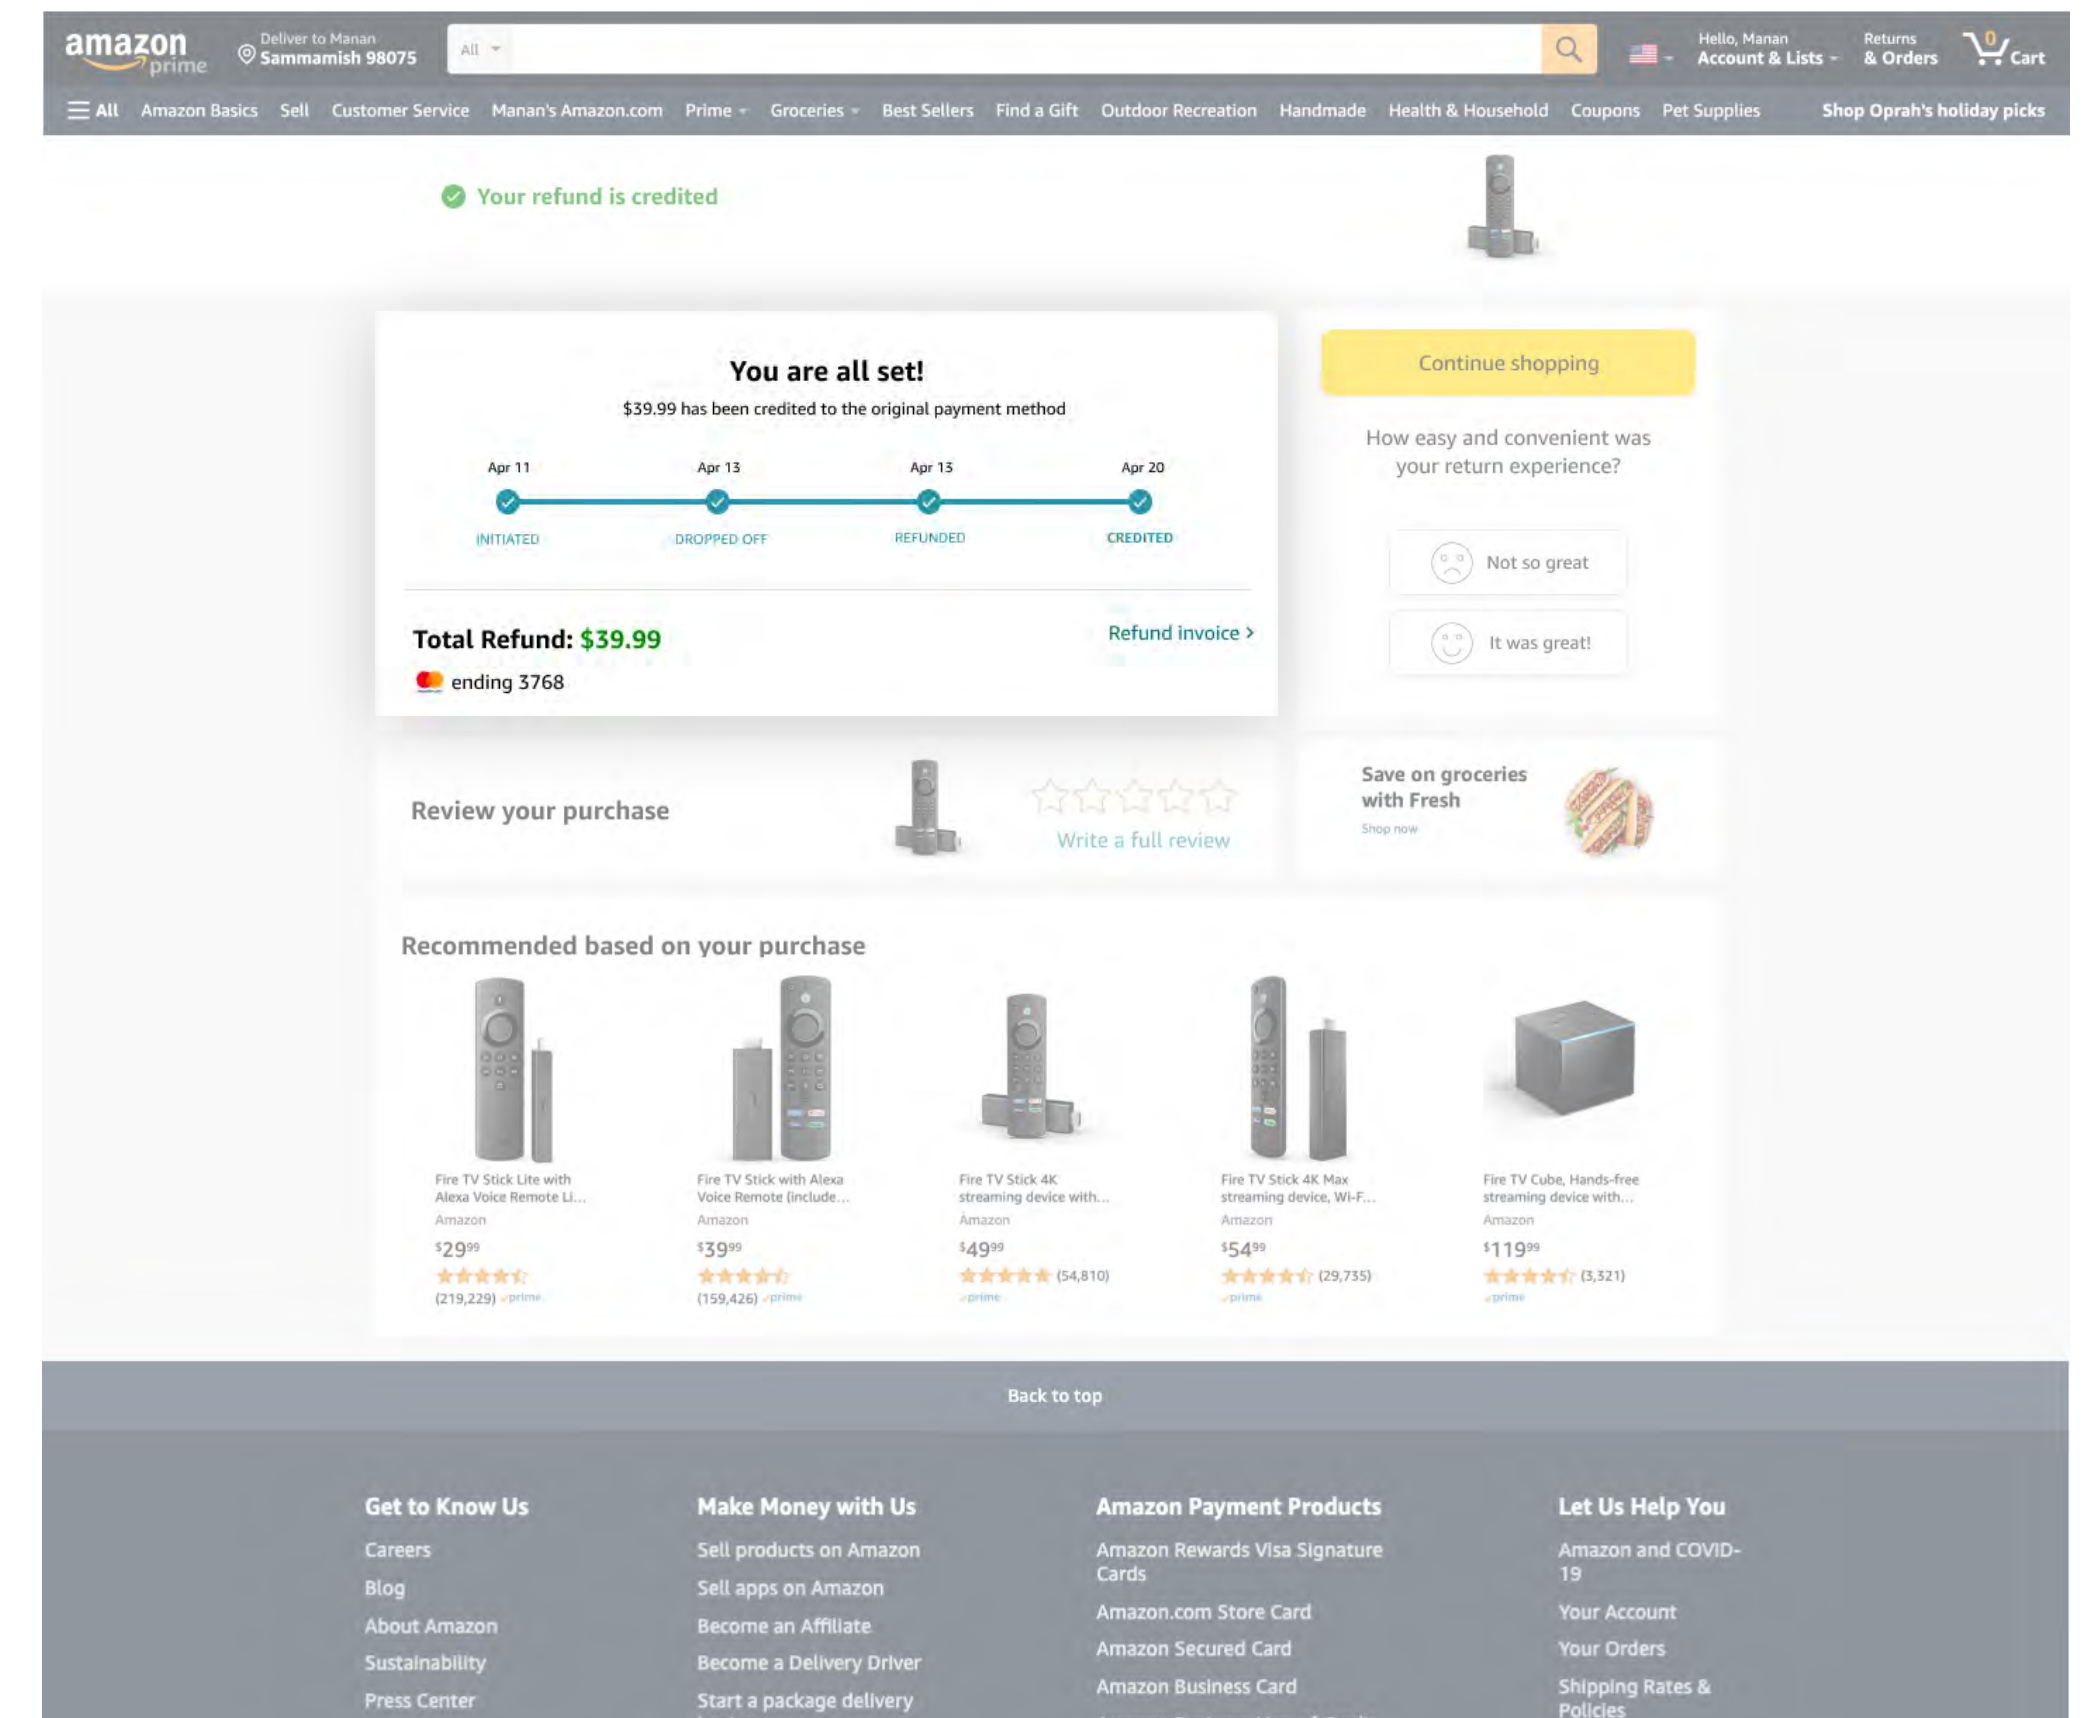 amazon
prime
Deliver to Manan
Sammamish 98075
All
Hello, Manan
Account & Lists
Returns
& Orders
0
Cart
All Amazon Basics Sell Customer Service Manan's Amazon.com Prime Groceries Best Sellers Find a Gift Outdoor Recreation Handmade Health & Household Coupons Pet Supplies Shop Oprah's holiday picks
Your refund is credited
You are all set!
$39.99 has been credited to the original payment method
Apr 11 Apr 13 Apr 13 Apr 20
INITIATED DROPPED OFF REFUNDED CREDITED
Total Refund: $39.99
Refund invoice >
ending 3768
Continue shopping
How easy and convenient was
your return experience?
Not so great
It was great!
Review your purchase
Write a full review
Save on groceries
with Fresh
Shop now
Recommended based on your purchase
Fire TV Stick Lite with
Alexa Voice Remote Li...
Amazon
$2999
(219,229) prime
Fire TV Stick with Alexa
Voice Remote (include...
Amazon
$3999
(159,426) prime
Fire TV Stick 4K
streaming device with...
Amazon
$4999
(54,810)
prime
Fire TV Stick 4K Max
streaming device, Wi-F...
Amazon
$5499
(29,735)
prime
Fire TV Cube, Hands-free
streaming device with...
Amazon
$11999
(3,321)
prime
Back to top
Get to Know Us
Careers
Blog
About Amazon
Sustainability
Press Center
Make Money with Us
Sell products on Amazon
Sell apps on Amazon
Become an Affiliate
Become a Delivery Driver
Start a package delivery
Amazon Payment Products
Amazon Rewards Visa Signature
Cards
Amazon.com Store Card
Amazon Secured Card
Amazon Business Card
Let Us Help You
Amazon and COVID-
19
Your Account
Your Orders
Shipping Rates &
Policies